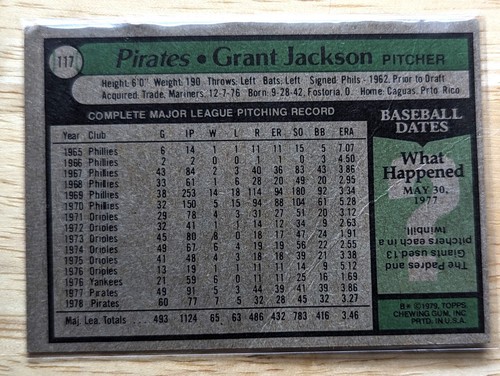 117
Pirates • Grant Jackson PITCHER
Height: 6'0" Weight: 190 Throws: Left Bats: Left Signed: Phils - 1962, Prior to Draft
Acquired: Trade, Mariners, 12-7-76 Born: 9-28-42, Fostoria, O. Home: Caguas, Prto Rico
COMPLETE MAJOR LEAGUE PITCHING RECORD
Year Club G IP W L R ER SO BB ERA
1965 Phillies 6 14 1 1 11 11 15 5 7.07
1966 Phillies 2 2 0 0 1 1 0 3 4.50
1967 Phillies 43 84 2 3 40 36 83 43 3.86
1968 Phillies 33 61 1 6 28 20 49 20 2.95
1969 Phillies 38 253 14 18 114 94 180 92 3.34
1970 Phillies 32 150 5 15 94 88 104 61 5.28
1971 Orioles 29 78 4 3 31 27 51 20 3.12
1972 Orioles 32 41 1 1 14 12 34 9 2.63
1973 Orioles 45 80 8 0 18 17 47 24 1.91
1974 Orioles 49 67 6 4 19 19 56 22 2.55
1975 Orioles 41 48 4 3 18 18 39 21 3.38
1976 Orioles 13 19 1 1 11 11 14 9 5.12
1976 Yankees 21 59 6 0 11 11 25 16 1.69
1977 Pirates 49 91 5 3 44 39 41 39 3.86
1978 Pirates 60 77 7 5 32 28 45 32 3.27
Maj. Lea. Totals 493 1124 65 63 486 432 783 416 3.46
BASEBALL
DATES
What
Happened
MAY 30,
1977
?
The Padres and
Giants used 13
pitchers each in a
twinbill
B* © 1979, TOPPS
CHEWING GUM, INC
PRTD. IN U.S.A.